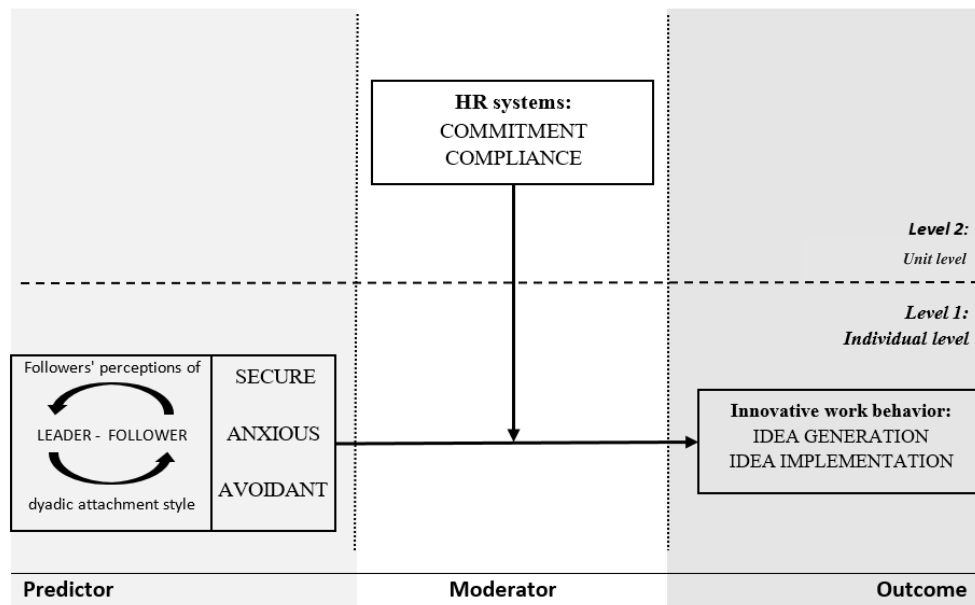 HR systems:
COMMITMENT
COMPLIANCE
Level 2:
Unit level
Level 1:
Individual level
Followers' perceptions of
LEADER - FOLLOWER
dyadic attachment style
SECURE
ANXIOUS
AVOIDANT
Innovative work behavior:
IDEA GENERATION
IDEA IMPLEMENTATION
Predictor
Moderator
Outcome